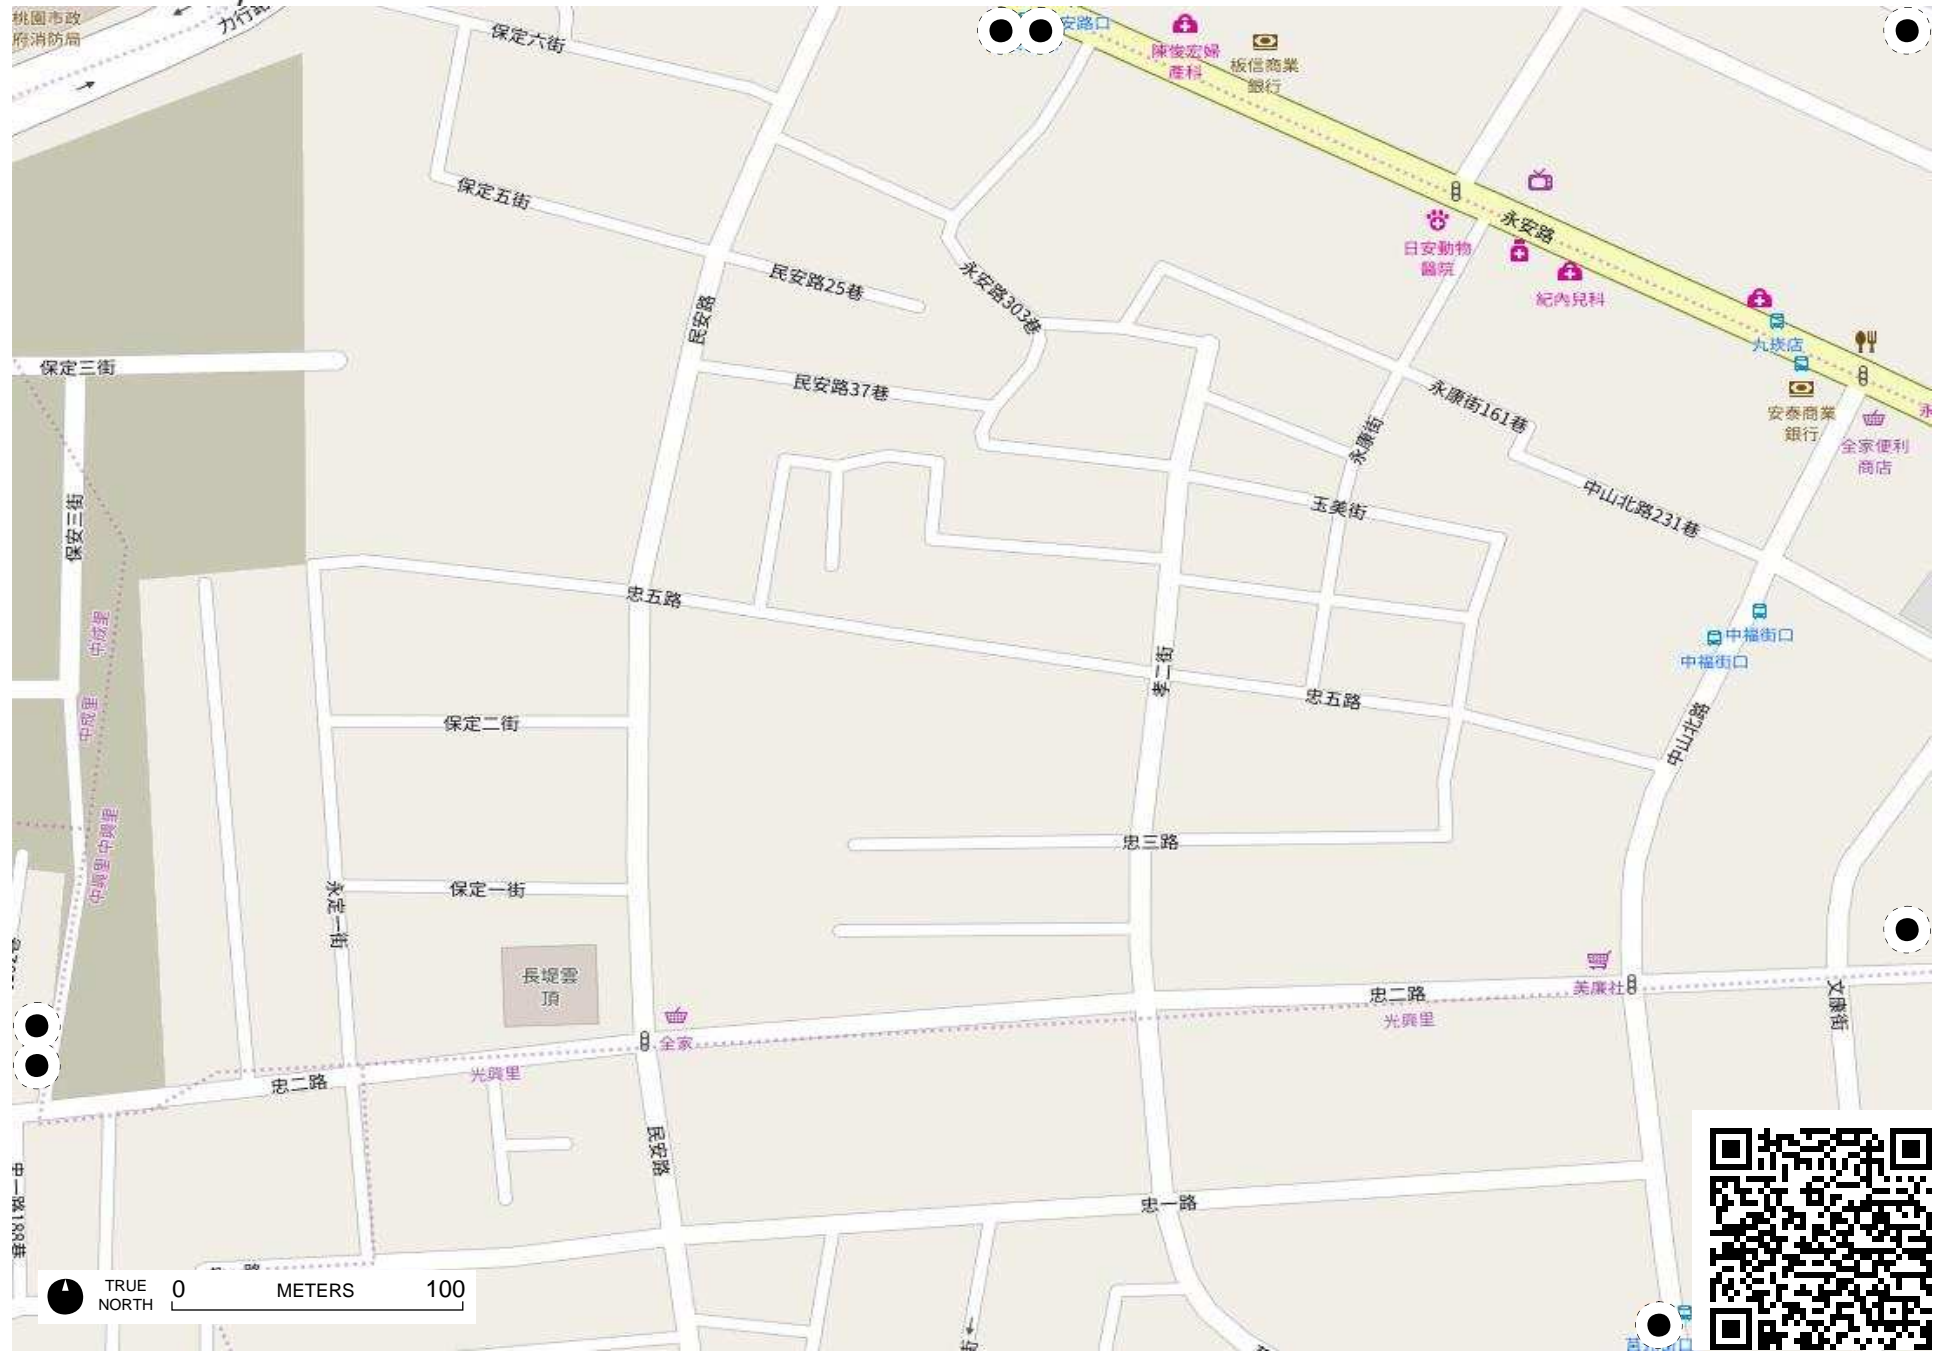 桃園市政
府消防局
保定六街
安路口
陳俊宏婦
產科
板信商業
銀行
保定五街
民安路25巷
永安路303巷
永安路
日安動物
醫院
紀內兒科
民安路
九崁店
保定三街
民安路37巷
永康街161巷
安泰商業
銀行
全家便利
商店
永康街
玉美街
中山北路231巷
保安三街
忠五路
中成里
中福街口
中福街口
孝二街
忠五路
中成里
保定二街
中山北路
忠三路
中興里
中興里
保定一街
永定一街
長堤雲
頂
美廉社
忠二路
光興里
文康街
全家
忠二路
光興里
民安路
中一路188巷
忠一路
TRUE
NORTH
0 METERS 100